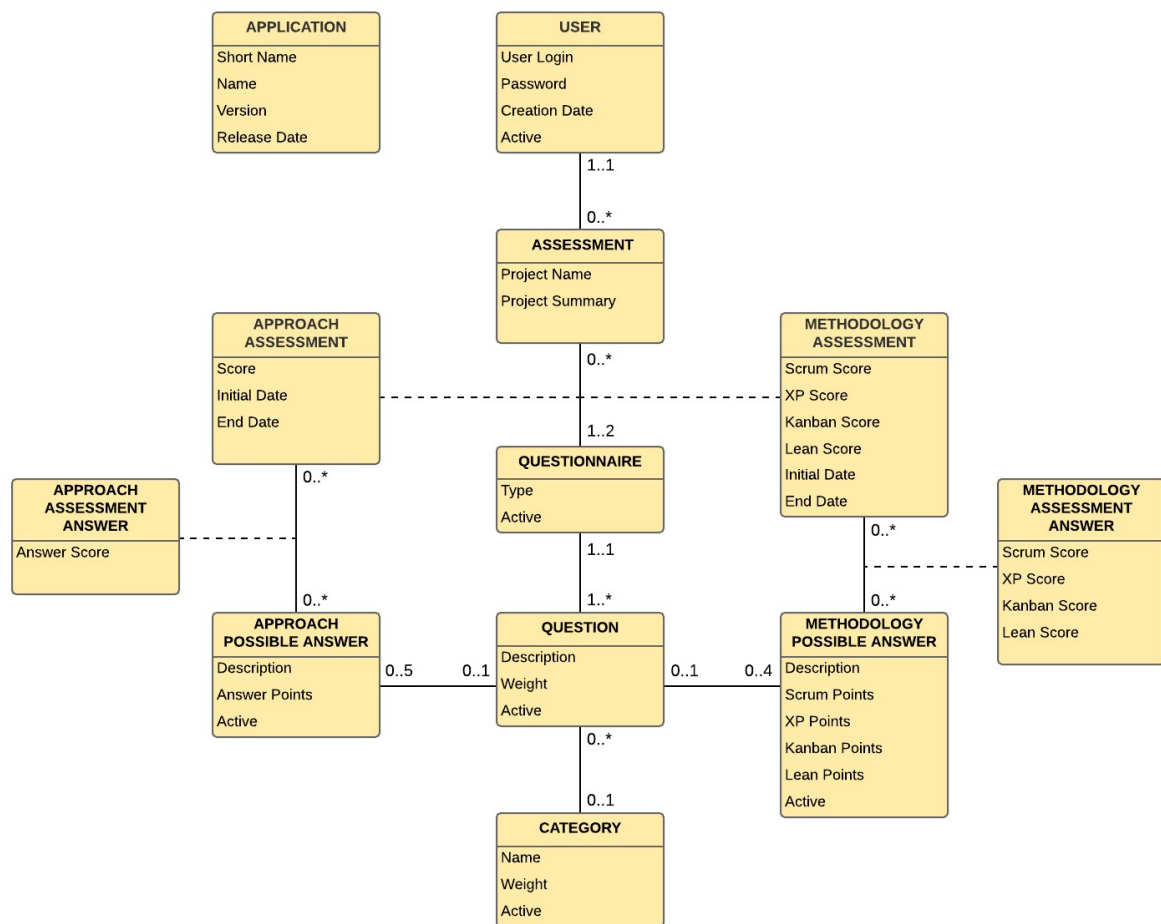 APPLICATION
Short Name
Name
Version
Release Date
USER
User Login
Password
Creation Date
Active
1..1
0..*
ASSESSMENT
Project Name
Project Summary
0..*
1..2
APPROACH
ASSESSMENT
Score
Initial Date
End Date
0..*
0..*
METHODOLOGY
ASSESSMENT
Scrum Score
XP Score
Kanban Score
Lean Score
Initial Date
End Date
0..*
0..*
APPROACH
ASSESSMENT
ANSWER
Answer Score
QUESTIONNAIRE
Type
Active
1..1
1..*
METHODOLOGY
ASSESSMENT
ANSWER
Scrum Score
XP Score
Kanban Score
Lean Score
APPROACH
POSSIBLE ANSWER
Description
Answer Points
Active
0..5
0..1
QUESTION
Description
Weight
Active
0..1
0..4
METHODOLOGY
POSSIBLE ANSWER
Description
Scrum Points
XP Points
Kanban Points
Lean Points
Active
0..*
0..1
CATEGORY
Name
Weight
Active